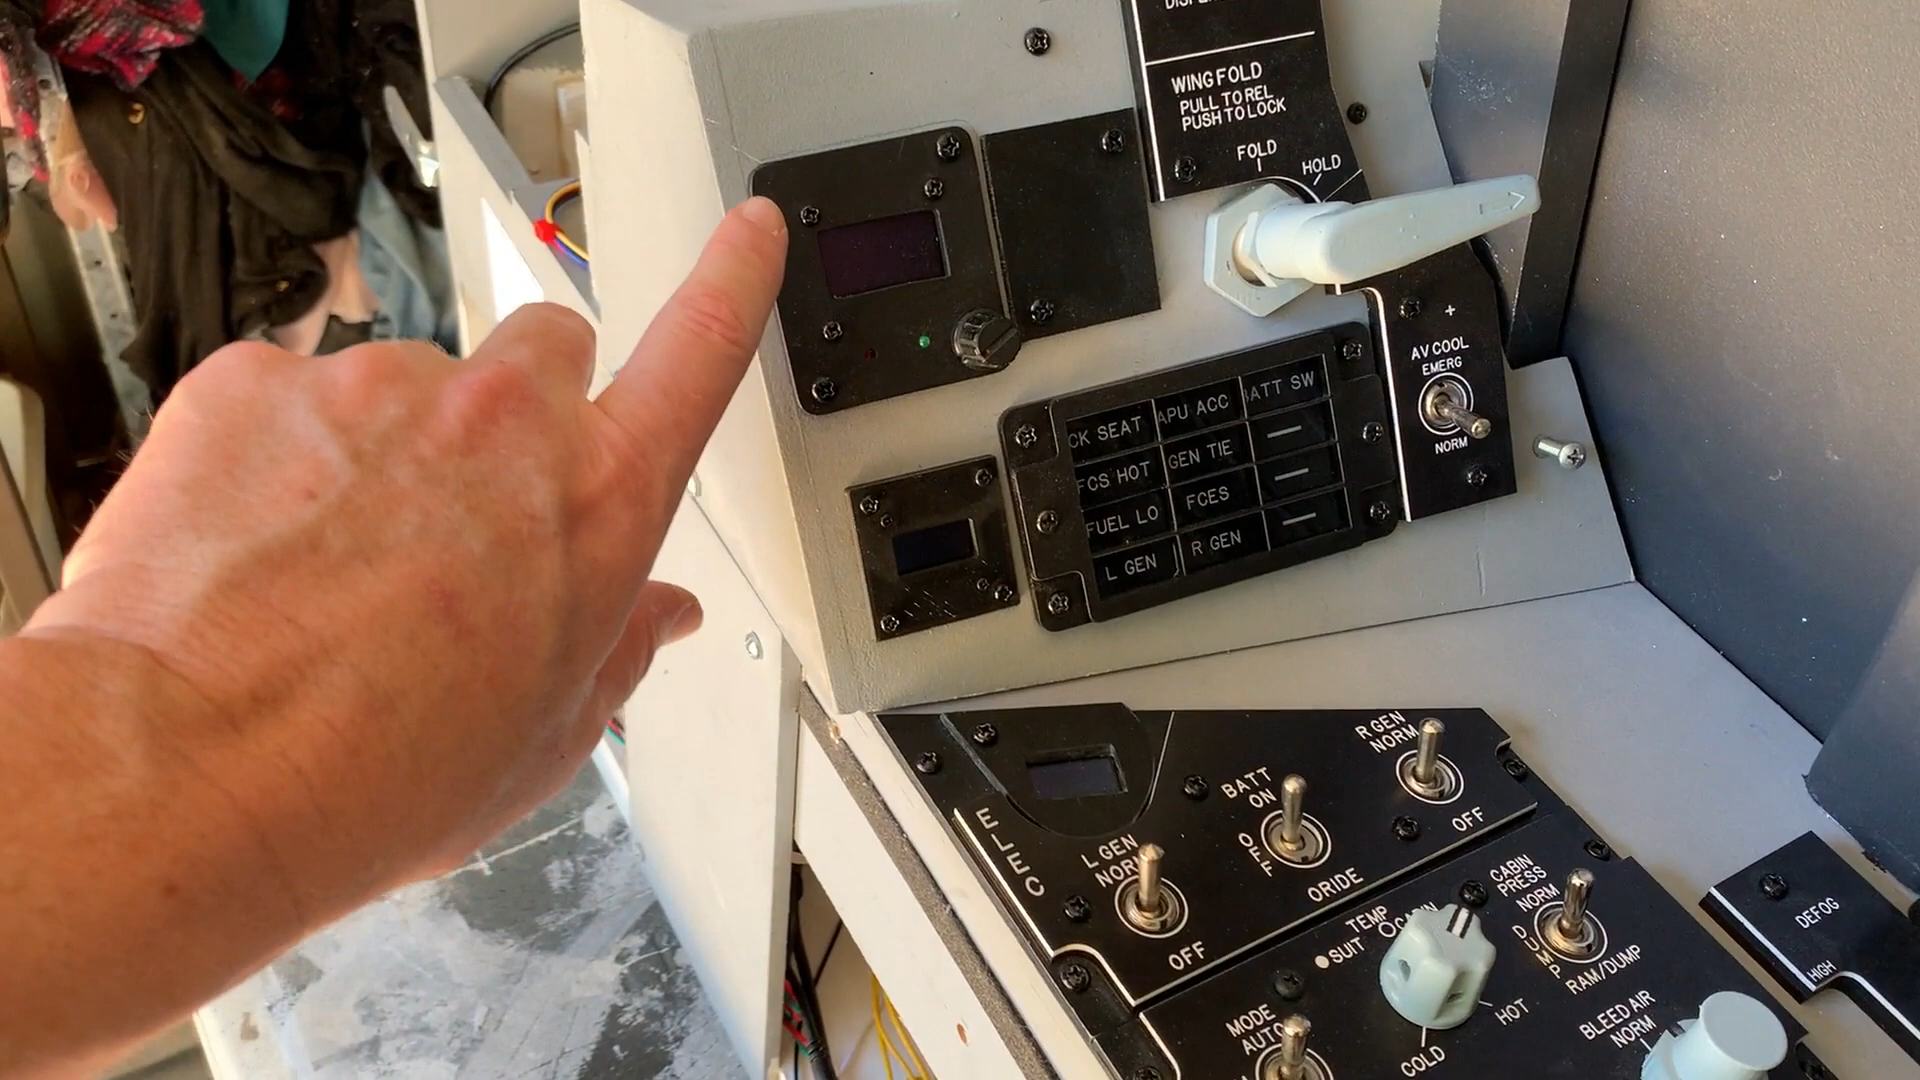 WING FOLD
PULL TO REL
PUSH TO LOCK
FOLD
HOLD
AV COOL
EMERG
NORM
CK SEAT
APU ACC
BATT SW
FCS HOT
GEN TIE
FUEL LO
FCES
L GEN
R GEN
ELEC
L GEN
NORM
OFF
BATT
ON
OFF
ORIDE
R GEN
NORM
OFF
TEMP
SUIT
CABIN
COLD
HOT
CABIN
PRESS
NORM
DUMP
RAM/DUMP
MODE
AUTO
BLEED AIR
NORM
DEFOG
HIGH